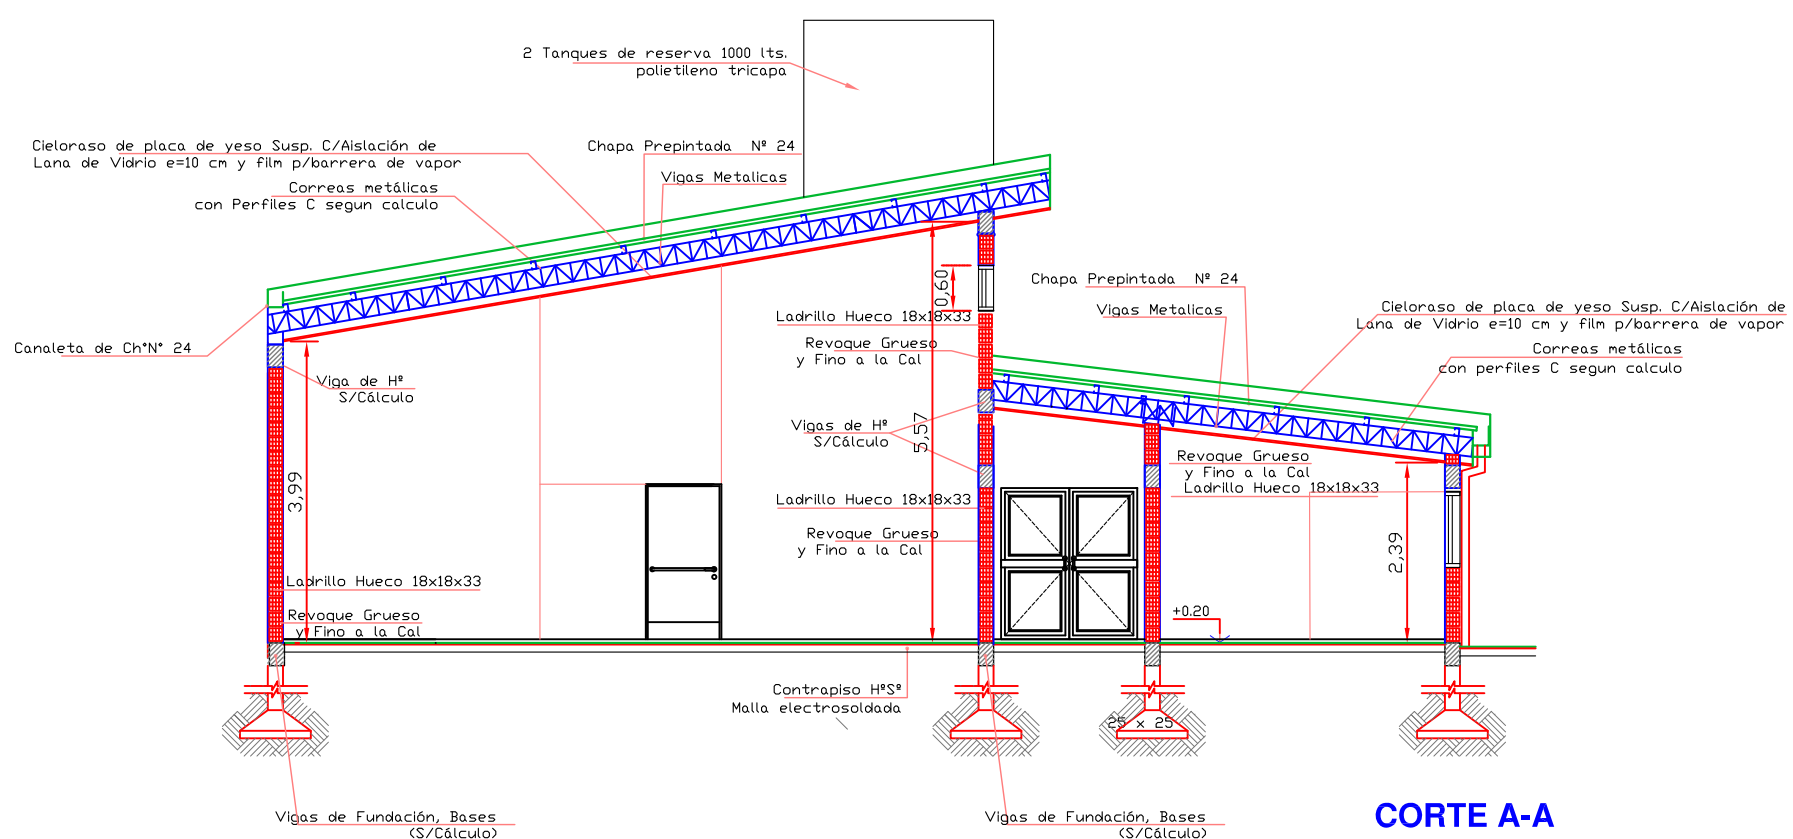 2 Tanques de reserva 1000 lts.
polietileno tricapa
Cieloraso de placa de yeso Susp. C/Aislación de
Lana de Vidrio e=10 cm y film p/barrera de vapor
Chapa Prepintada Nº 24
Vigas Metalicas
Correas metálicas
con Perfiles C segun calculo
Canaleta de Ch°N° 24
Viga de Hº
S/Cálculo
3,99
Ladrillo Hueco 18x18x33
Revoque Grueso
y Fino a la Cal
0,60
Ladrillo Hueco 18x18x33
Revoque Grueso
y Fino a la Cal
5,57
Vigas de Hº
S/Cálculo
Ladrillo Hueco 18x18x33
Revoque Grueso
y Fino a la Cal
Chapa Prepintada Nº 24
Vigas Metalicas
Cieloraso de placa de yeso Susp. C/Aislación de
Lana de Vidrio e=10 cm y film p/barrera de vapor
Correas metálicas
con perfiles C segun calculo
Revoque Grueso
y Fino a la Cal
Ladrillo Hueco 18x18x33
2,39
+0.20
Contrapiso HºSº
Malla electrosoldada
25 x 25
Vigas de Fundación, Bases
(S/Cálculo)
Vigas de Fundación, Bases
(S/Cálculo)
CORTE A-A